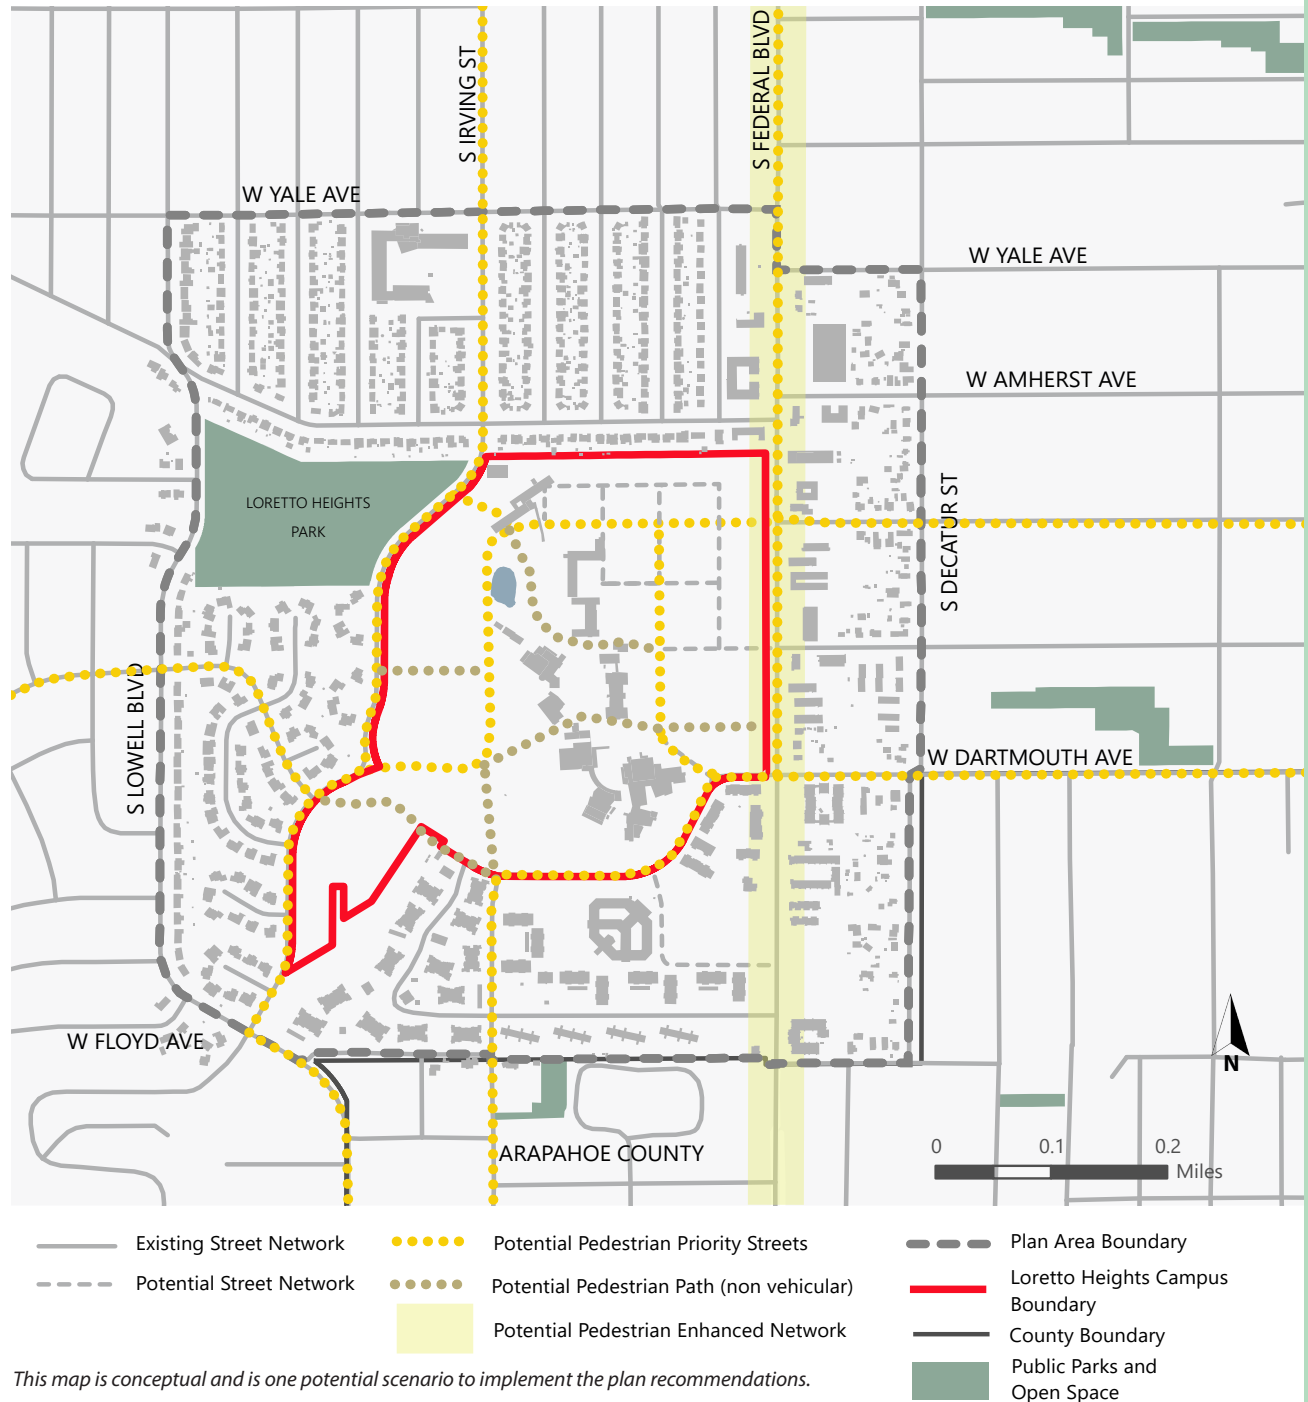 S IRVING ST
S FEDERAL BLVD
W YALE AVE
W YALE AVE
W AMHERST AVE
LORETTO HEIGHTS
PARK
S DECATUR ST
S LOWELL BLVD
W DARTMOUTH AVE
W FLOYD AVE
N
ARAPAHOE COUNTY
0 0.1 0.2
Miles
Existing Street Network
Potential Street Network
Potential Pedestrian Priority Streets
Potential Pedestrian Path (non vehicular)
Potential Pedestrian Enhanced Network
Plan Area Boundary
Loretto Heights Campus
Boundary
County Boundary
Public Parks and
Open Space
This map is conceptual and is one potential scenario to implement the plan recommendations.